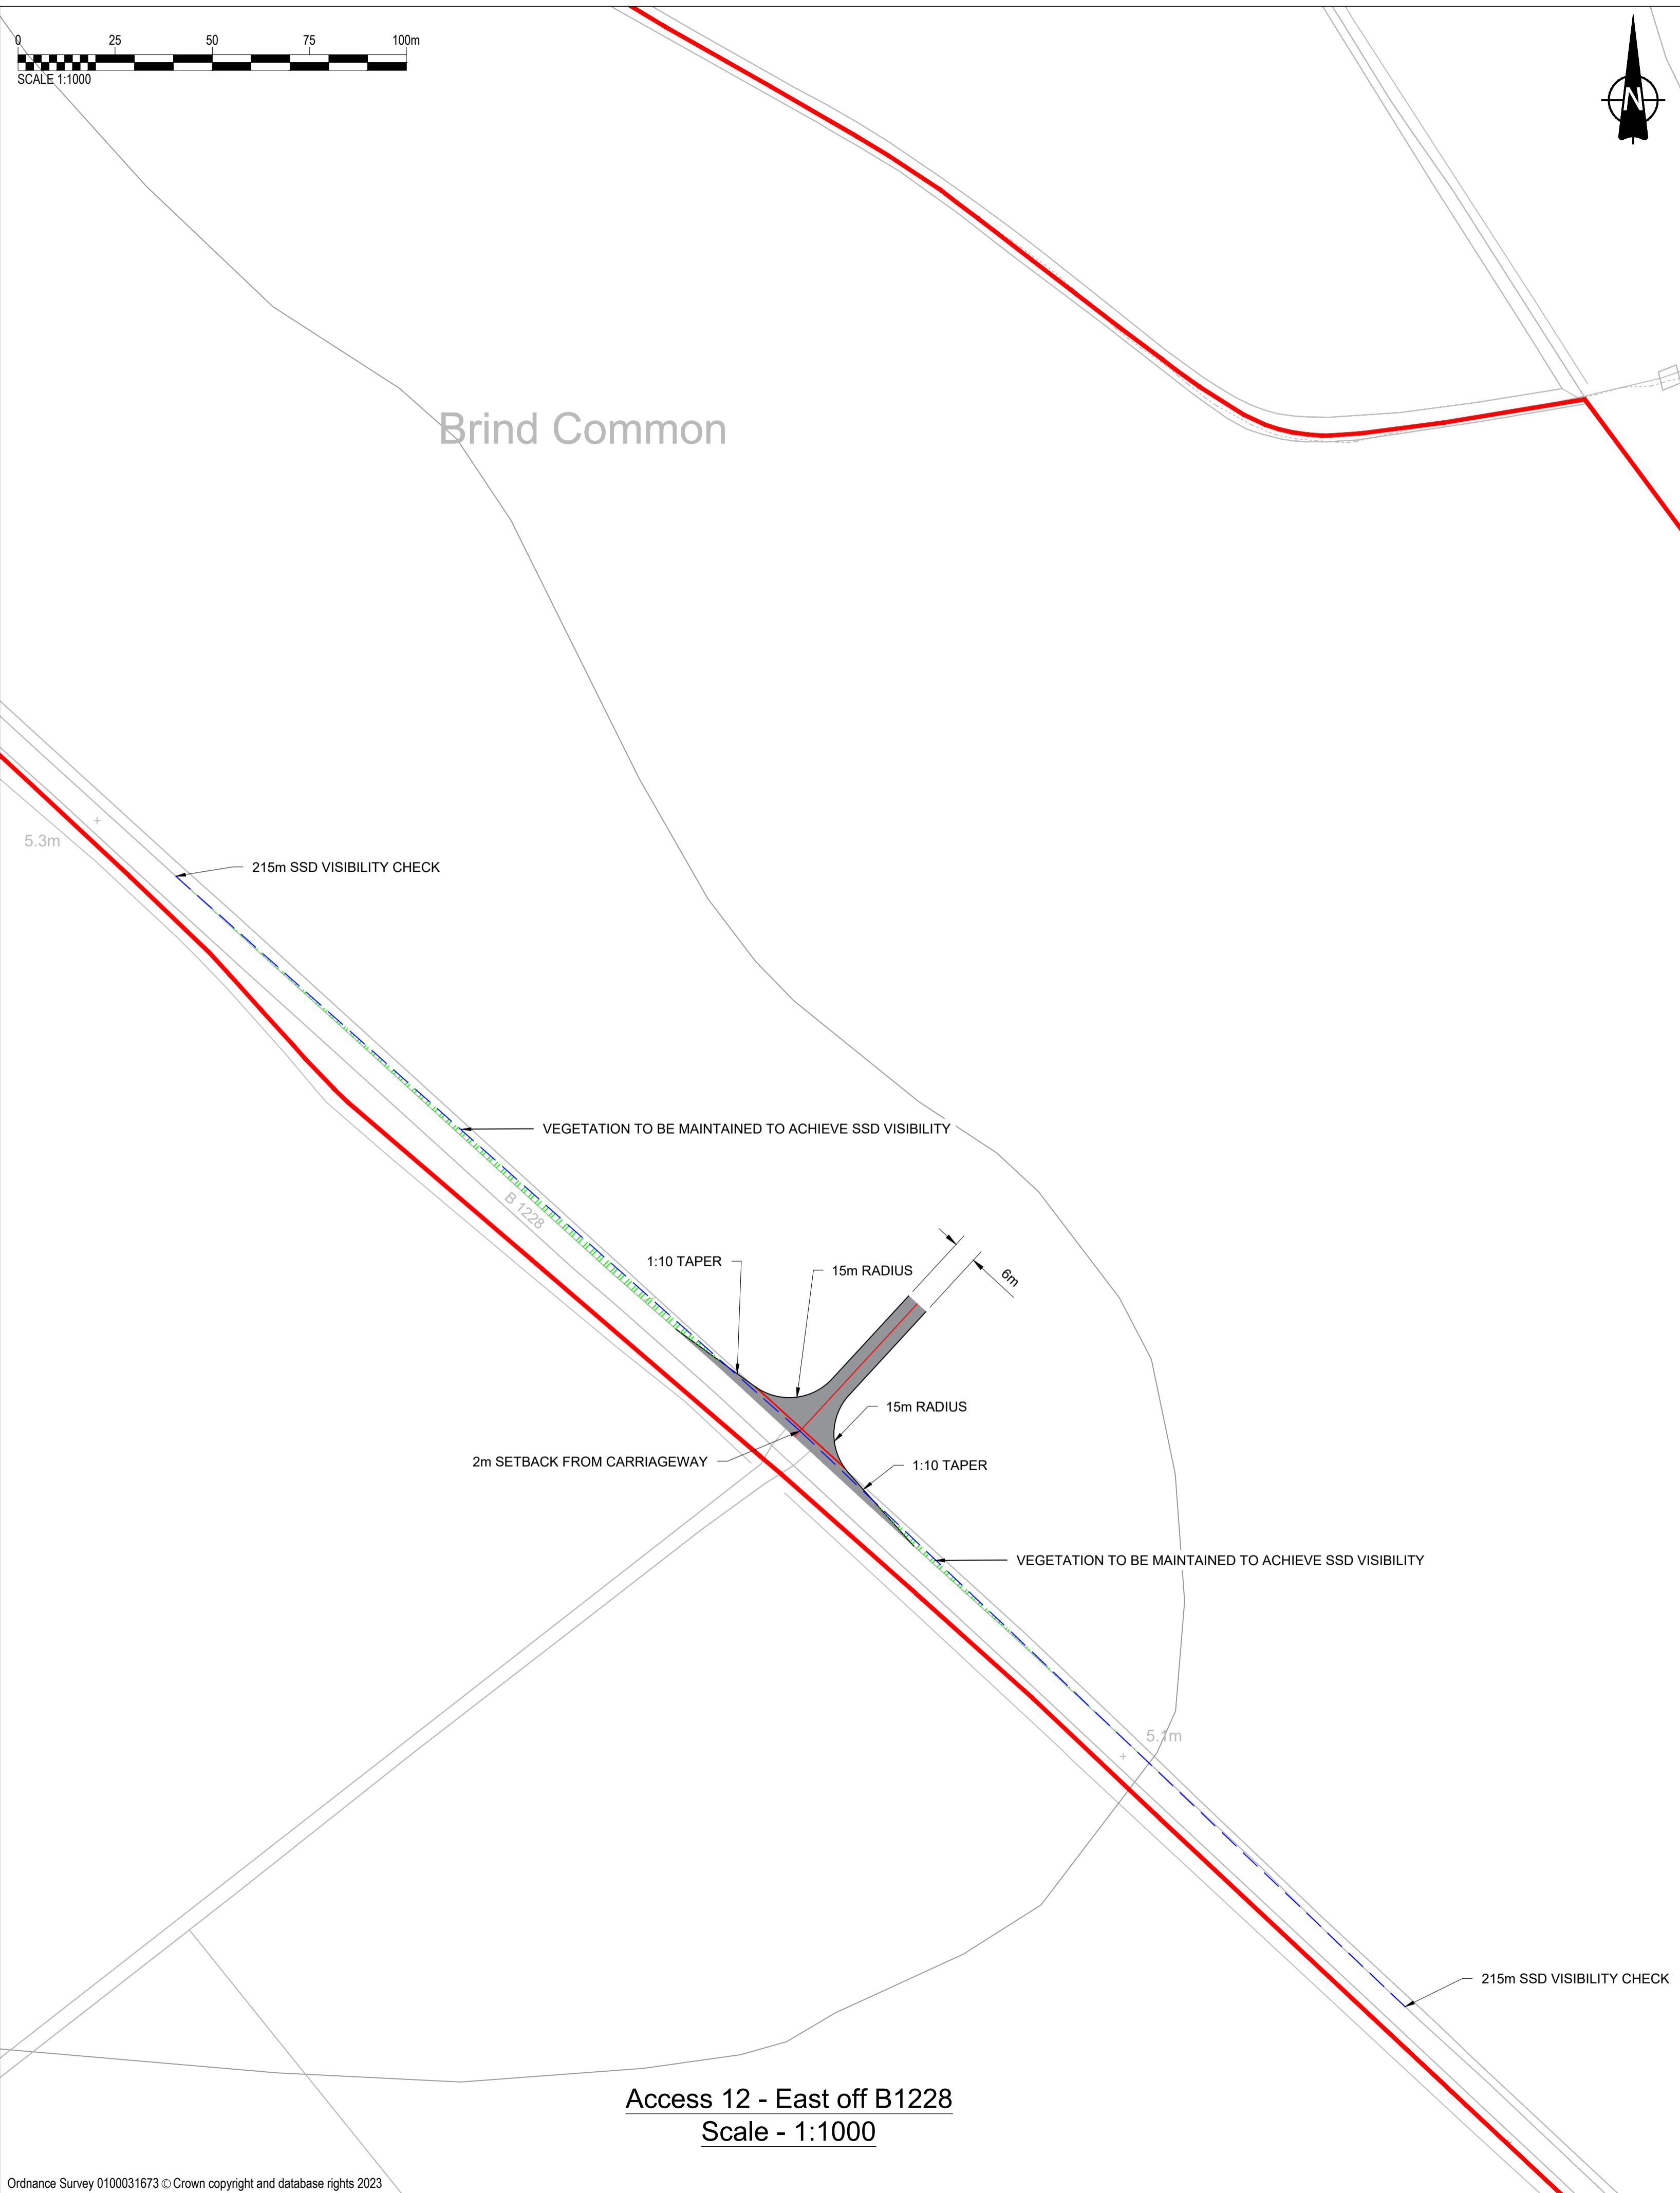 0 25 50 75 100m
SCALE 1:1000
N
Brind Common
5.3m
215m SSD VISIBILITY CHECK
VEGETATION TO BE MAINTAINED TO ACHIEVE SSD VISIBILITY
B 1228
1:10 TAPER
15m RADIUS
6m
15m RADIUS
2m SETBACK FROM CARRIAGEWAY
1:10 TAPER
VEGETATION TO BE MAINTAINED TO ACHIEVE SSD VISIBILITY
5.1m
215m SSD VISIBILITY CHECK
Access 12 - East off B1228
Scale - 1:1000
Ordnance Survey 0100031673 © Crown copyright and database rights 2023